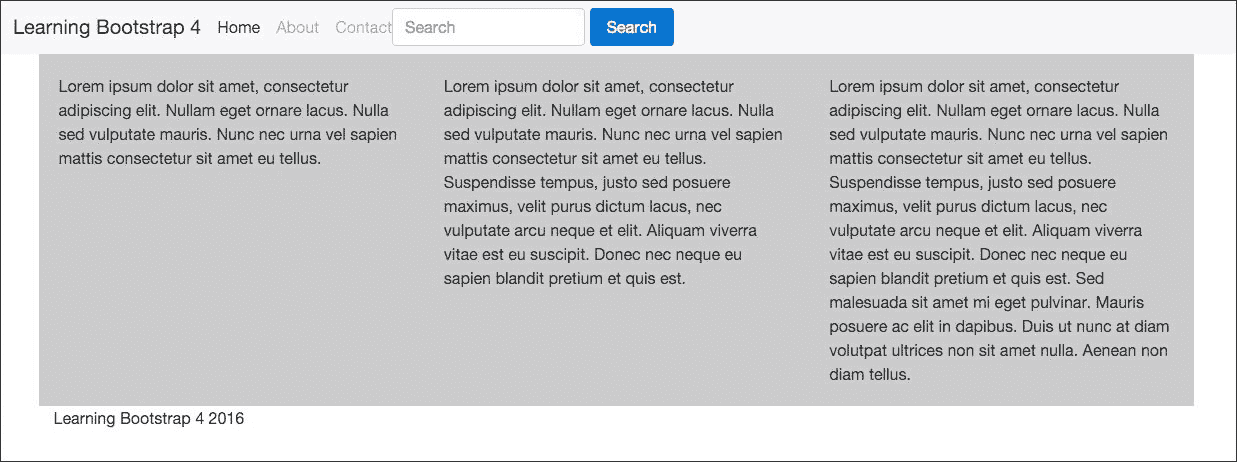 Learning Bootstrap 4 Home About Contact Search Search
Lorem ipsum dolor sit amet, consectetur
adipiscing elit. Nullam eget ornare lacus. Nulla
sed vulputate mauris. Nunc nec urna vel sapien
mattis consectetur sit amet eu tellus.
Lorem ipsum dolor sit amet, consectetur
adipiscing elit. Nullam eget ornare lacus. Nulla
sed vulputate mauris. Nunc nec urna vel sapien
mattis consectetur sit amet eu tellus.
Suspendisse tempus, justo sed posuere
maximus, velit purus dictum lacus, nec
vulputate arcu neque et elit. Aliquam viverra
vitae est eu suscipit. Donec nec neque eu
sapien blandit pretium et quis est.
Lorem ipsum dolor sit amet, consectetur
adipiscing elit. Nullam eget ornare lacus. Nulla
sed vulputate mauris. Nunc nec urna vel sapien
mattis consectetur sit amet eu tellus.
Suspendisse tempus, justo sed posuere
maximus, velit purus dictum lacus, nec
vulputate arcu neque et elit. Aliquam viverra
vitae est eu suscipit. Donec nec neque eu
sapien blandit pretium et quis est. Sed
malesuada sit amet mi eget pulvinar. Mauris
posuere ac elit in dapibus. Duis ut nunc at diam
volutpat ultrices non sit amet nulla. Aenean non
diam tellus.
Learning Bootstrap 4 2016